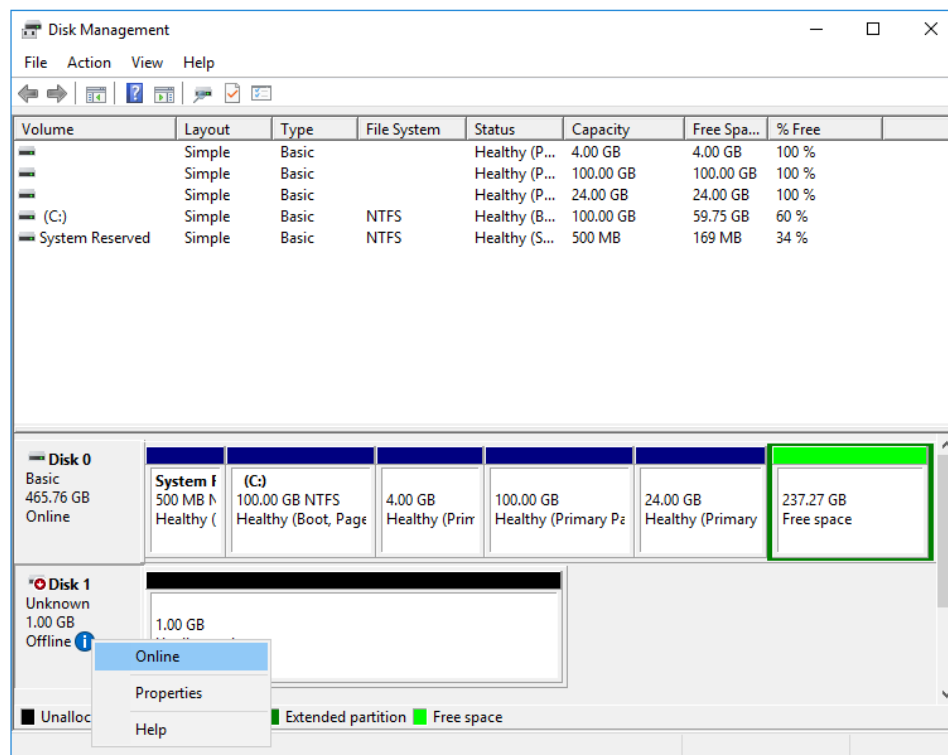 Disk Management
File Action View Help
Volume Layout Type File System Status Capacity Free Spa... % Free
Simple Basic Healthy (P... 4.00 GB 4.00 GB 100 %
Simple Basic Healthy (P... 100.00 GB 100.00 GB 100 %
Simple Basic Healthy (P... 24.00 GB 24.00 GB 100 %
(C:) Simple Basic NTFS Healthy (B... 100.00 GB 59.75 GB 60 %
System Reserved Simple Basic NTFS Healthy (S... 500 MB 169 MB 34 %
Disk 0
Basic
465.76 GB
Online
System
500 MB N
Healthy (
(C:)
100.00 GB NTFS
Healthy (Boot, Page
4.00 GB
Healthy (Prim
100.00 GB
Healthy (Primary Pa
24.00 GB
Healthy (Primary
237.27 GB
Free space
Disk 1
Unknown
1.00 GB
Offline
1.00 GB
Online
Properties
Help
Unalloc Extended partition Free space